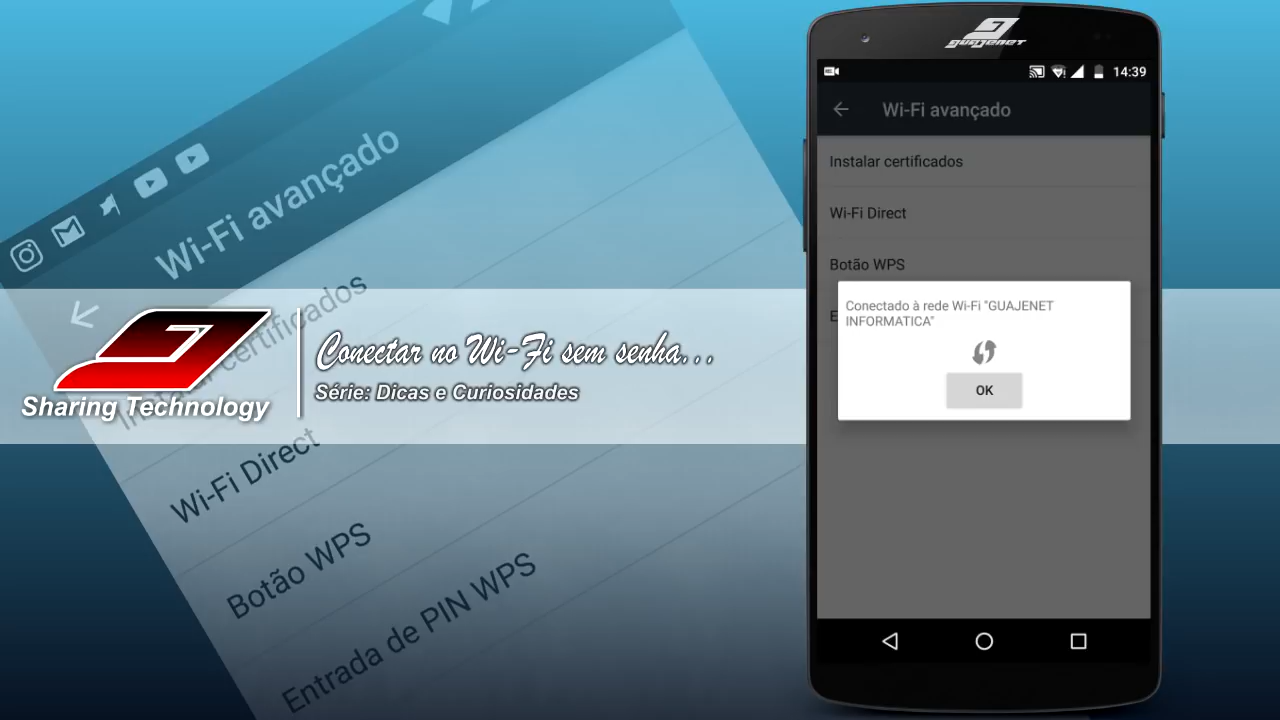 Wi-Fi avançado
Instalar certificados
Wi-Fi Direct
Botão WPS
Entrada de PIN WPS
Sharing Technology
Conectar no Wi-Fi sem senha...
Série: Dicas e Curiosidades
GUAJENET
14:39
Wi-Fi avançado
Instalar certificados
Wi-Fi Direct
Botão WPS
E
Conectado à rede Wi-Fi "GUAJENET
INFORMATICA"
OK